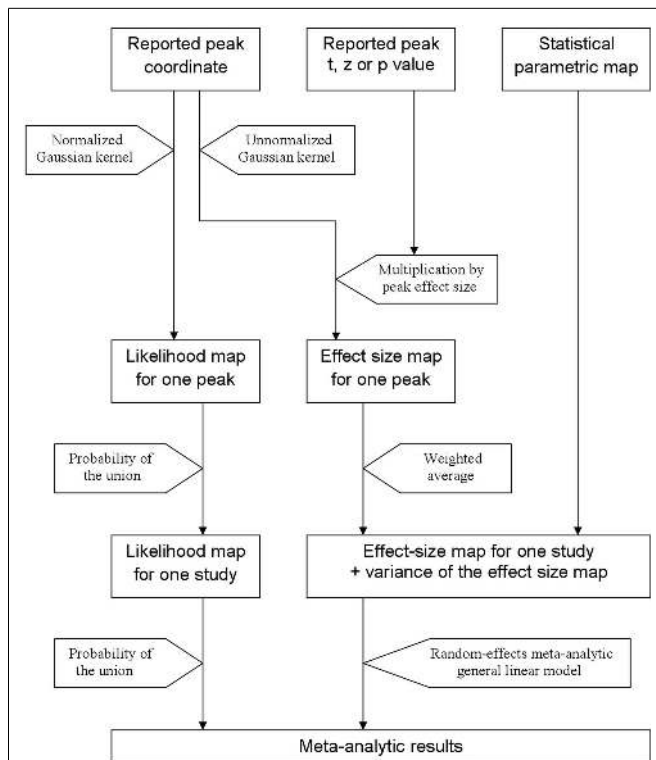 Reported peak
coordinate
Reported peak
t, z or p value
Statistical
parametric map
Normalized
Gaussian kernel
Unnormalized
Gaussian kernel
Multiplication by
peak effect size
Likelihood map
for one peak
Effect size map
for one peak
Probability of
the union
Weighted
average
Likelihood map
for one study
Effect-size map for one study
+ variance of the effect size map
Probability of
the union
Random-effects meta-analytic
general linear model
Meta-analytic results